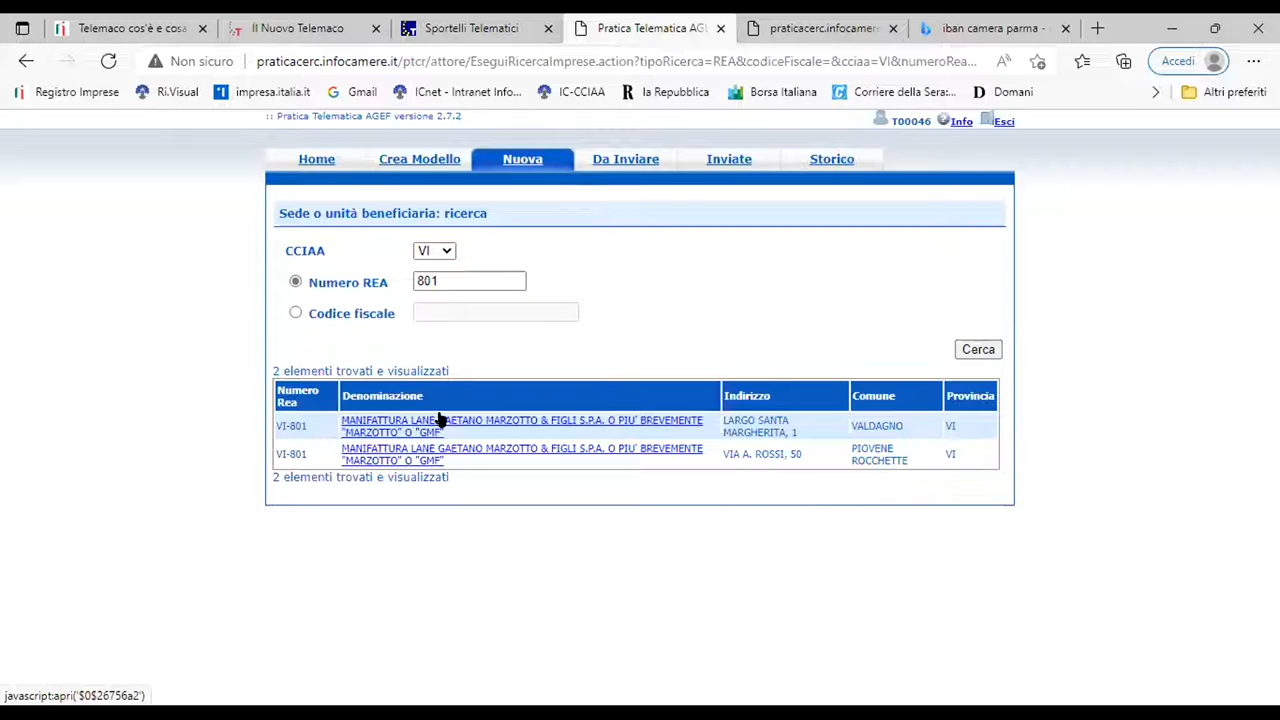 Telemaco cos'è e cosa
Il Nuovo Telemaco
Sportelli Telematici
Pratica Telematica AGE
praticacerc.infocamere
iban camera parma -
Non sicuro
praticacerc.infocamere.it/ptcr/attore/EseguiRicercaImprese.action?tipoRicerca=REA&codiceFiscale=&cciaa=VI&numeroRea...
Accedi
Registro Imprese
Ri.Visual
impresa.italia.it
Gmail
ICnet - Intranet Info...
IC-CCIAA
la Repubblica
Borsa Italiana
Corriere della Sera:...
Domani
Altri preferiti
:: Pratica Telematica AGEF versione 2.7.2
T00046 Info Esci
Home Crea Modello Nuova Da Inviare Inviate Storico
Sede o unità beneficiaria: ricerca
CCIAA VI
Numero REA 801
Codice fiscale
Cerca
2 elementi trovati e visualizzati
Numero Rea Denominazione Indirizzo Comune Provincia
VI-801 MANIFATTURA LANE GAETANO MARZOTTO & FIGLI S.P.A. O PIU' BREVEMENTE "MARZOTTO" O "GMF" LARGO SANTA MARGHERITA, 1 VALDAGNO VI
VI-801 MANIFATTURA LANE GAETANO MARZOTTO & FIGLI S.P.A. O PIU' BREVEMENTE "MARZOTTO" O "GMF" VIA A. ROSSI, 50 PIOVENE ROCCHETTE VI
2 elementi trovati e visualizzati
javascript:apri('$0$26756a2')